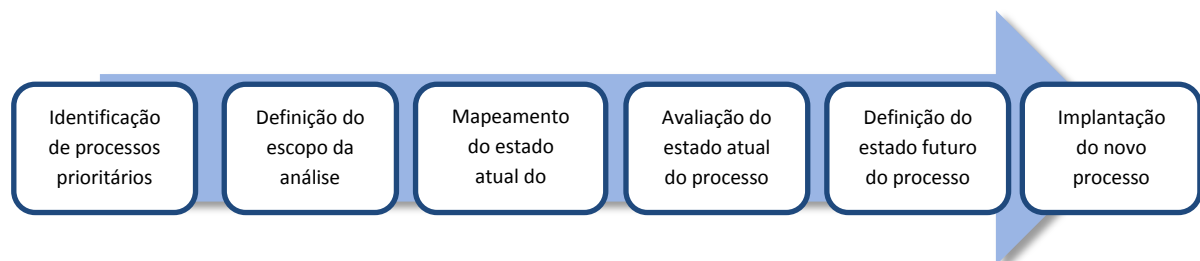 Identificação
de processos
prioritários
Definição do
escopo da
análise
Mapeamento
do estado
atual do
Avaliação do
estado atual
do processo
Definição do
estado futuro
do processo
Implantação
do novo
processo